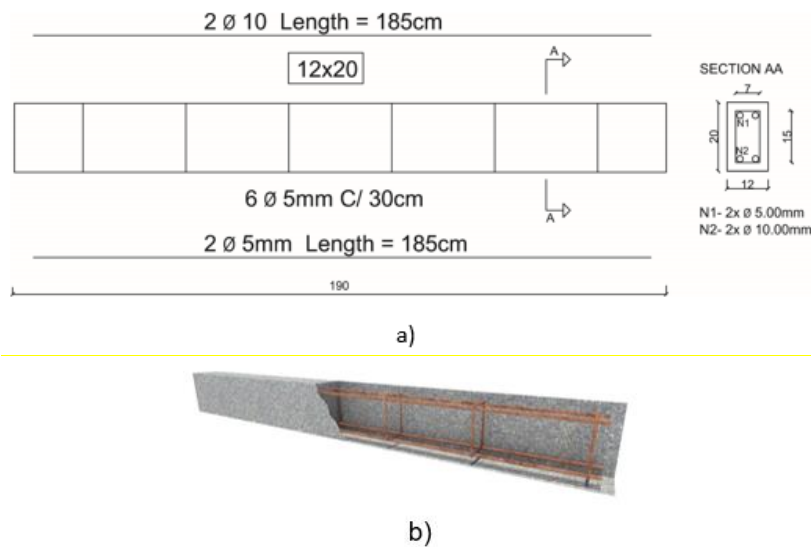 2 Ø 10 Length = 185cm
12x20
A
SECTION AA
7
N1
N2
20
15
12
6 Ø 5mm C/ 30cm
A
N1- 2x Ø 5.00mm
N2- 2x Ø 10.00mm
2 Ø 5mm Length = 185cm
190
a)
b)